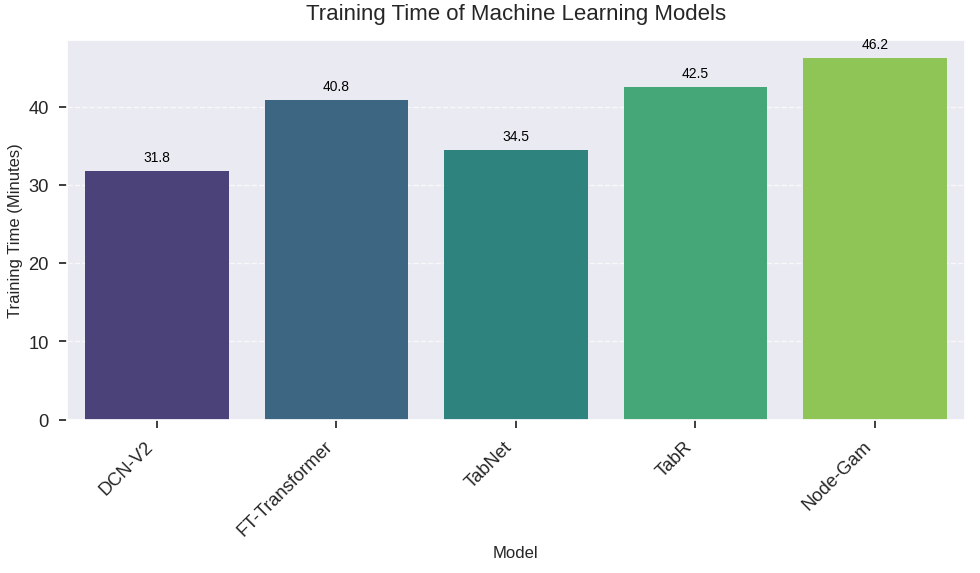 Training Time of Machine Learning Models
Training Time (Minutes)
40
30
20
10
0
31.8
40.8
34.5
42.5
46.2
DCN-V2
FT-Transformer
TabNet
TabR
Node-Gam
Model